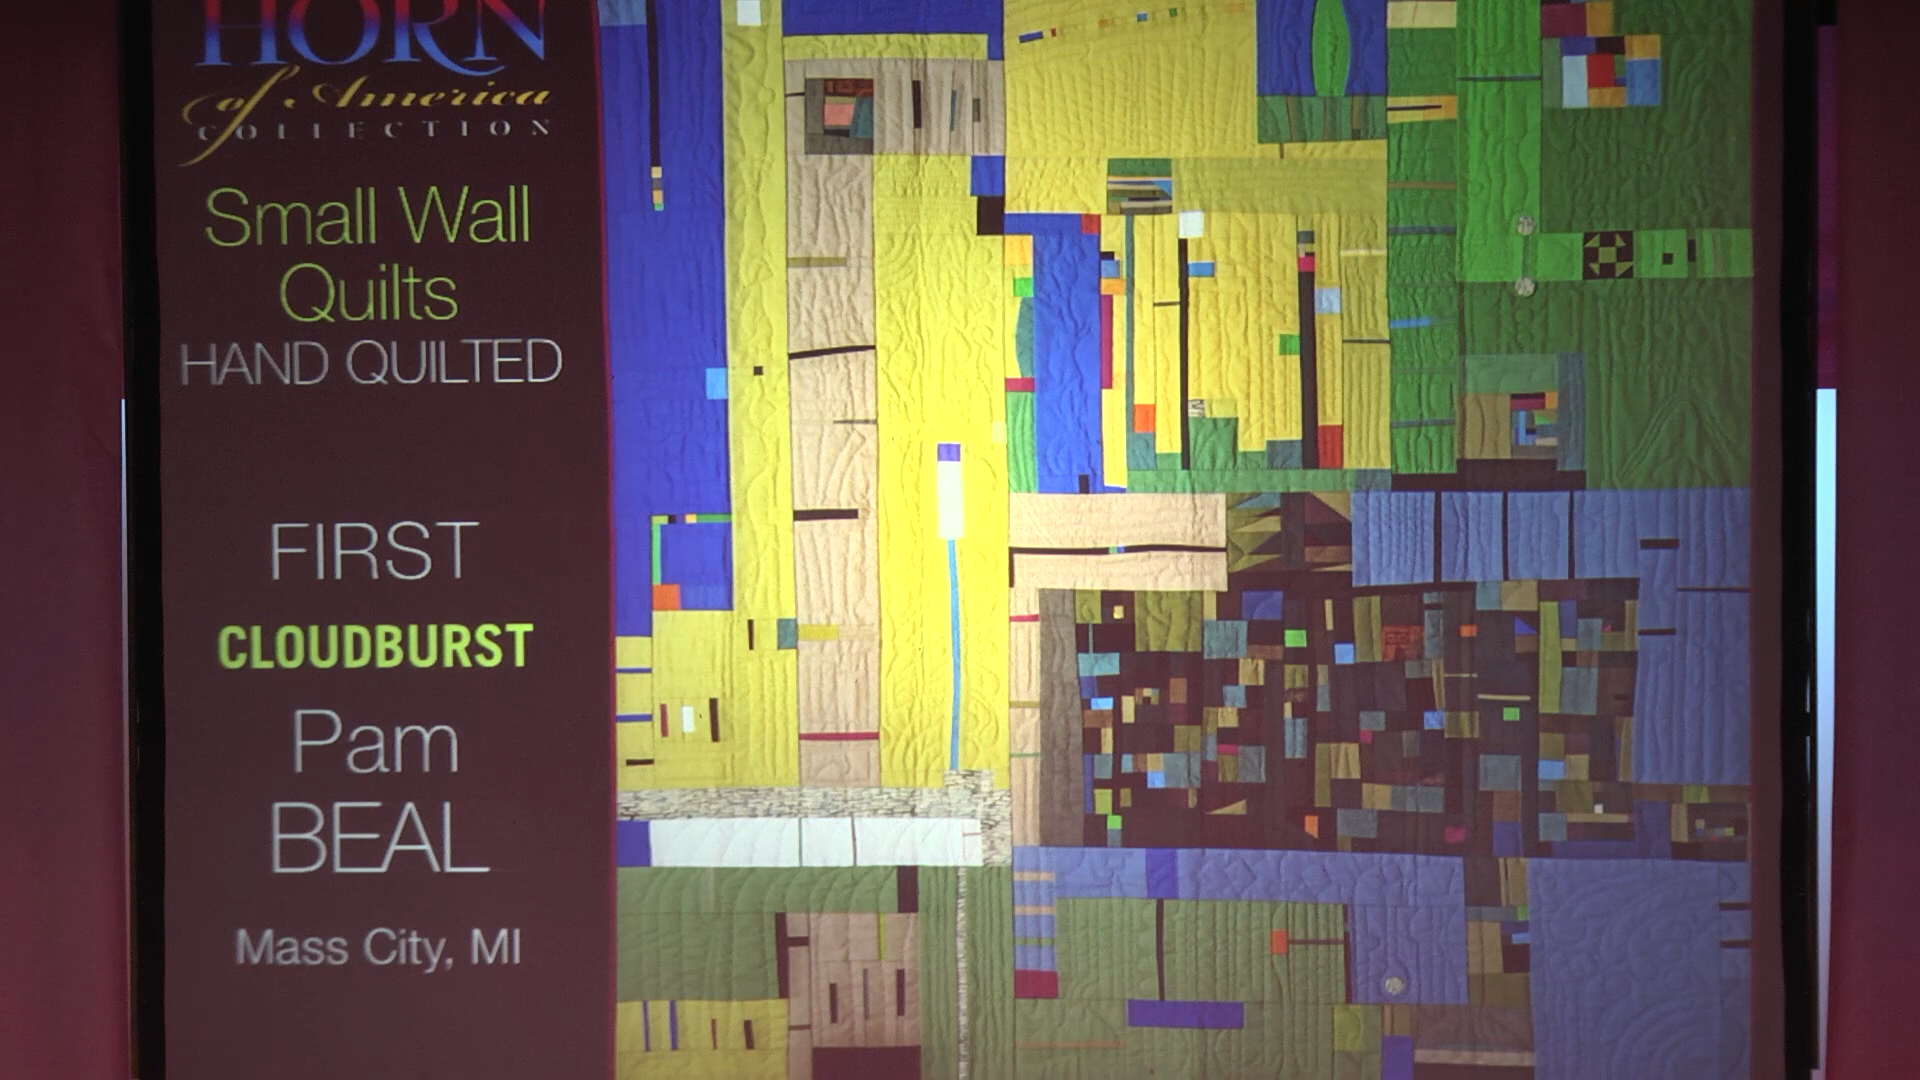 HORN
of America
COLLECTION
Small Wall
Quilts
HAND QUILTED
FIRST
CLOUDBURST
Pam
BEAL
Mass City, MI